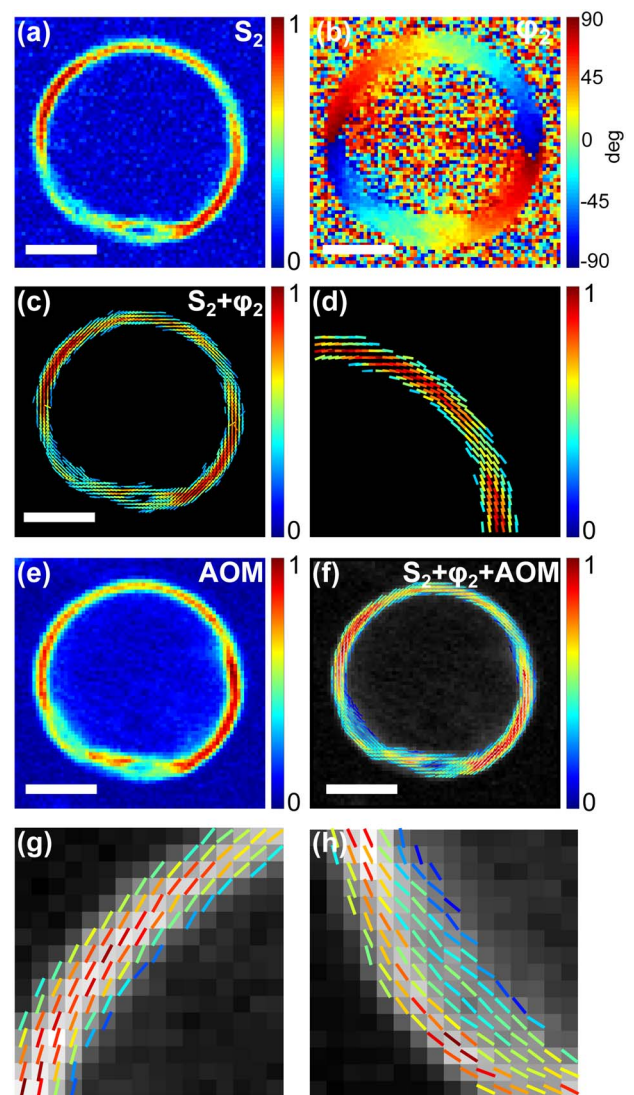 (a) S₂ 1 0
(b) φ₂ 90 45 0 -45 -90 deg
(c) S₂+φ₂ 1 0
(d) 1 0
(e) AOM 1 0
(f) S₂+φ₂+AOM 1 0
(g)
(h)